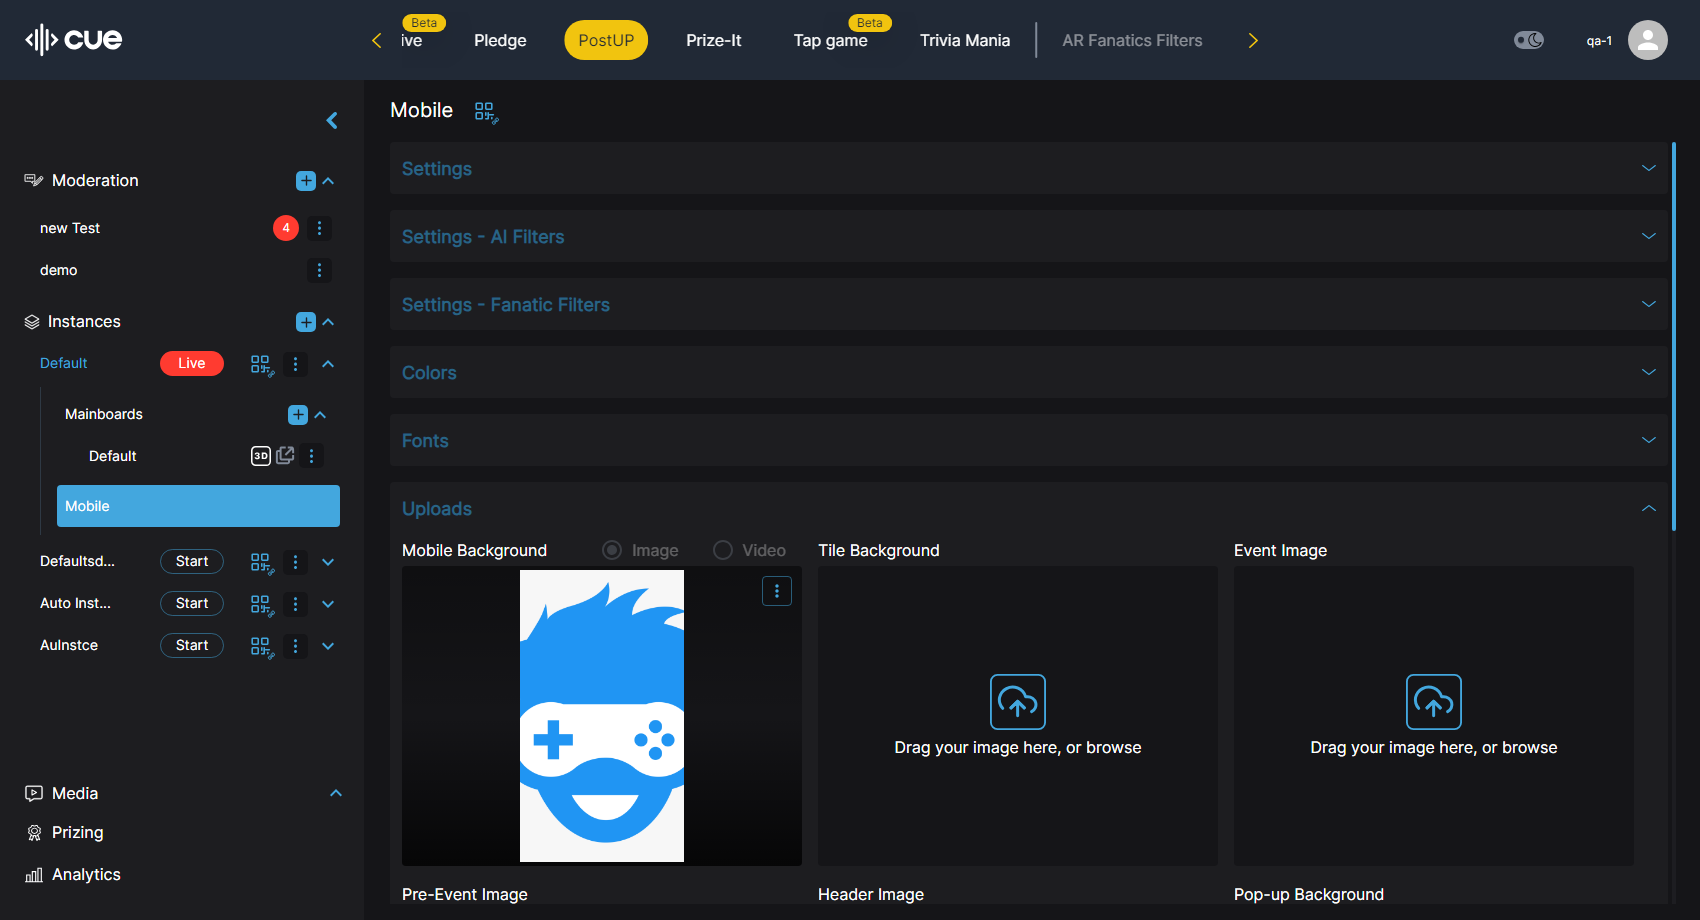 cue
Beta
ive
Pledge
PostUP
Prize-It
Beta
Tap game
Trivia Mania
AR Fanatics Filters
qa-1
Moderation
new Test
4
demo
Instances
Default
Live
Mainboards
Default
3D
Mobile
Defaultsd...
Start
Auto Inst...
Start
AuInstce
Start
Media
Prizing
Analytics
Mobile
Settings
Settings - AI Filters
Settings - Fanatic Filters
Colors
Fonts
Uploads
Mobile Background
Image
Video
Tile Background
Event Image
Drag your image here, or browse
Drag your image here, or browse
Pre-Event Image
Header Image
Pop-up Background